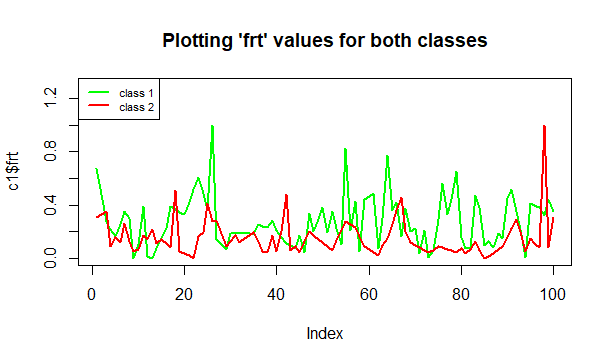 Plotting 'frt' values for both classes
class 1
class 2
c1$frt
1.2
0.8
0.4
0.0
0 20 40 60 80 100
Index